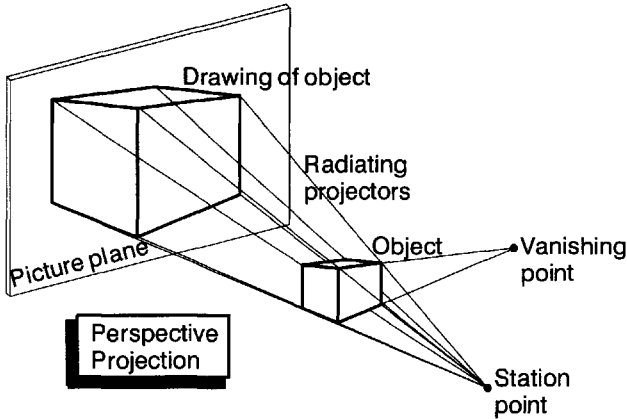 Drawing of object
Radiating
projectors
Object
Vanishing
point
Picture plane
Perspective
Projection
Station
point